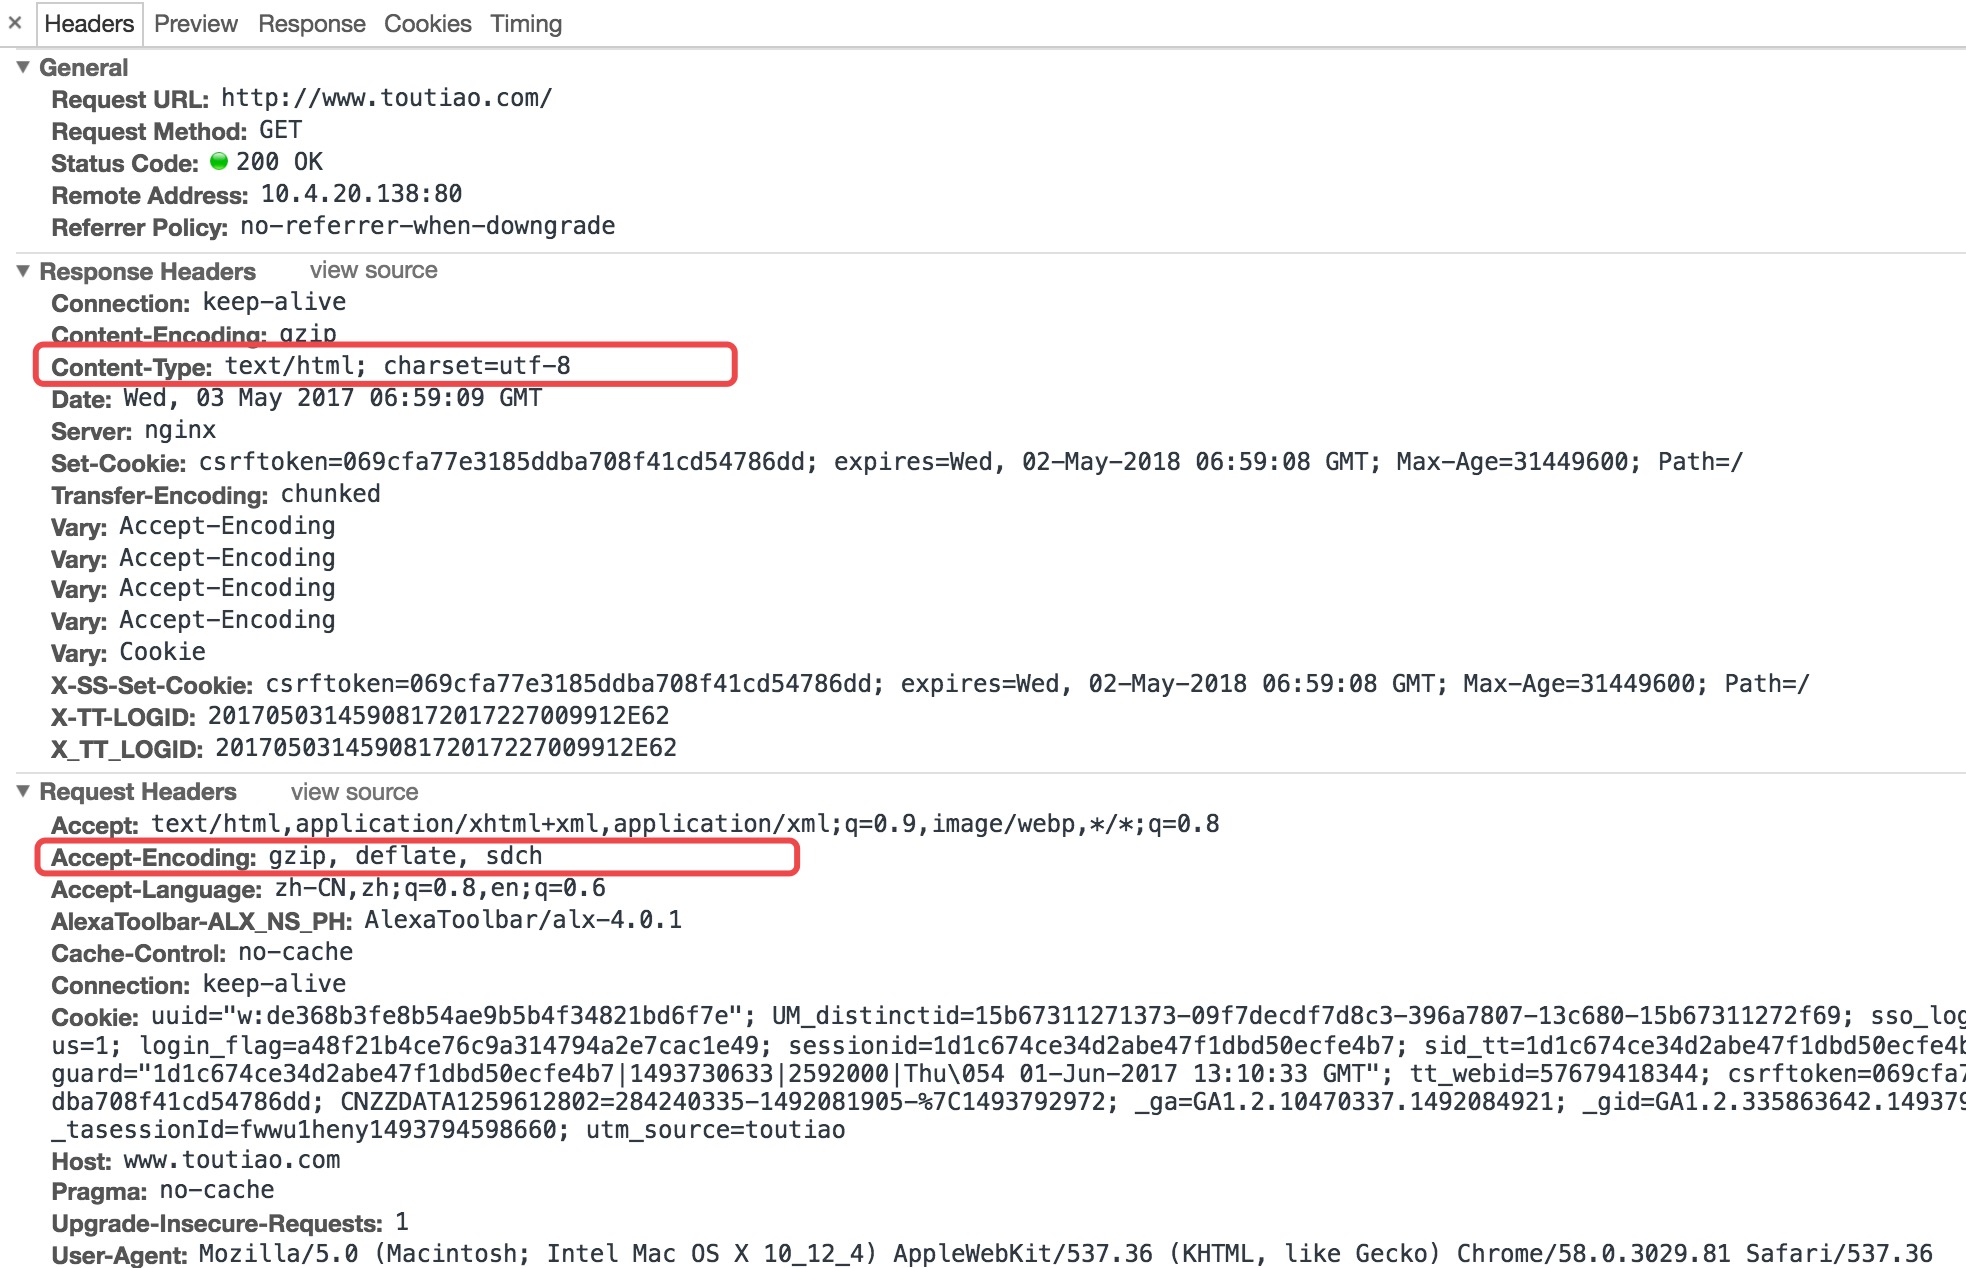 × Headers Preview Response Cookies Timing
▼ General
Request URL: http://www.toutiao.com/
Request Method: GET
Status Code: 200 OK
Remote Address: 10.4.20.138:80
Referrer Policy: no-referrer-when-downgrade
▼ Response Headers view source
Connection: keep-alive
Content-Encoding: gzip
Content-Type: text/html; charset=utf-8
Date: Wed, 03 May 2017 06:59:09 GMT
Server: nginx
Set-Cookie: csrftoken=069cfa77e3185ddba708f41cd54786dd; expires=Wed, 02-May-2018 06:59:08 GMT; Max-Age=31449600; Path=/
Transfer-Encoding: chunked
Vary: Accept-Encoding
Vary: Accept-Encoding
Vary: Accept-Encoding
Vary: Accept-Encoding
Vary: Cookie
X-SS-Set-Cookie: csrftoken=069cfa77e3185ddba708f41cd54786dd; expires=Wed, 02-May-2018 06:59:08 GMT; Max-Age=31449600; Path=/
X-TT-LOGID: 20170503145908172017227009912E62
X_TT_LOGID: 20170503145908172017227009912E62
▼ Request Headers view source
Accept: text/html,application/xhtml+xml,application/xml;q=0.9,image/webp,*/*;q=0.8
Accept-Encoding: gzip, deflate, sdch
Accept-Language: zh-CN,zh;q=0.8,en;q=0.6
AlexaToolbar-ALX_NS_PH: AlexaToolbar/alx-4.0.1
Cache-Control: no-cache
Connection: keep-alive
Cookie: uuid="w:de368b3fe8b54ae9b5b4f34821bd6f7e"; UM_distinctid=15b67311271373-09f7decdf7d8c3-396a7807-13c680-15b67311272f69; sso_log
us=1; login_flag=a48f21b4ce76c9a314794a2e7cac1e49; sessionid=1d1c674ce34d2abe47f1dbd50ecfe4b7; sid_tt=1d1c674ce34d2abe47f1dbd50ecfe4b
guard="1d1c674ce34d2abe47f1dbd50ecfe4b7|1493730633|2592000|Thu\054 01-Jun-2017 13:10:33 GMT"; tt_webid=57679418344; csrftoken=069cfa7
dba708f41cd54786dd; CNZZDATA1259612802=284240335-1492081905-%7C1493792972; _ga=GA1.2.10470337.1492084921; _gid=GA1.2.335863642.149379
_tasessionId=fwwu1heny1493794598660; utm_source=toutiao
Host: www.toutiao.com
Pragma: no-cache
Upgrade-Insecure-Requests: 1
User-Agent: Mozilla/5.0 (Macintosh; Intel Mac OS X 10_12_4) AppleWebKit/537.36 (KHTML, like Gecko) Chrome/58.0.3029.81 Safari/537.36